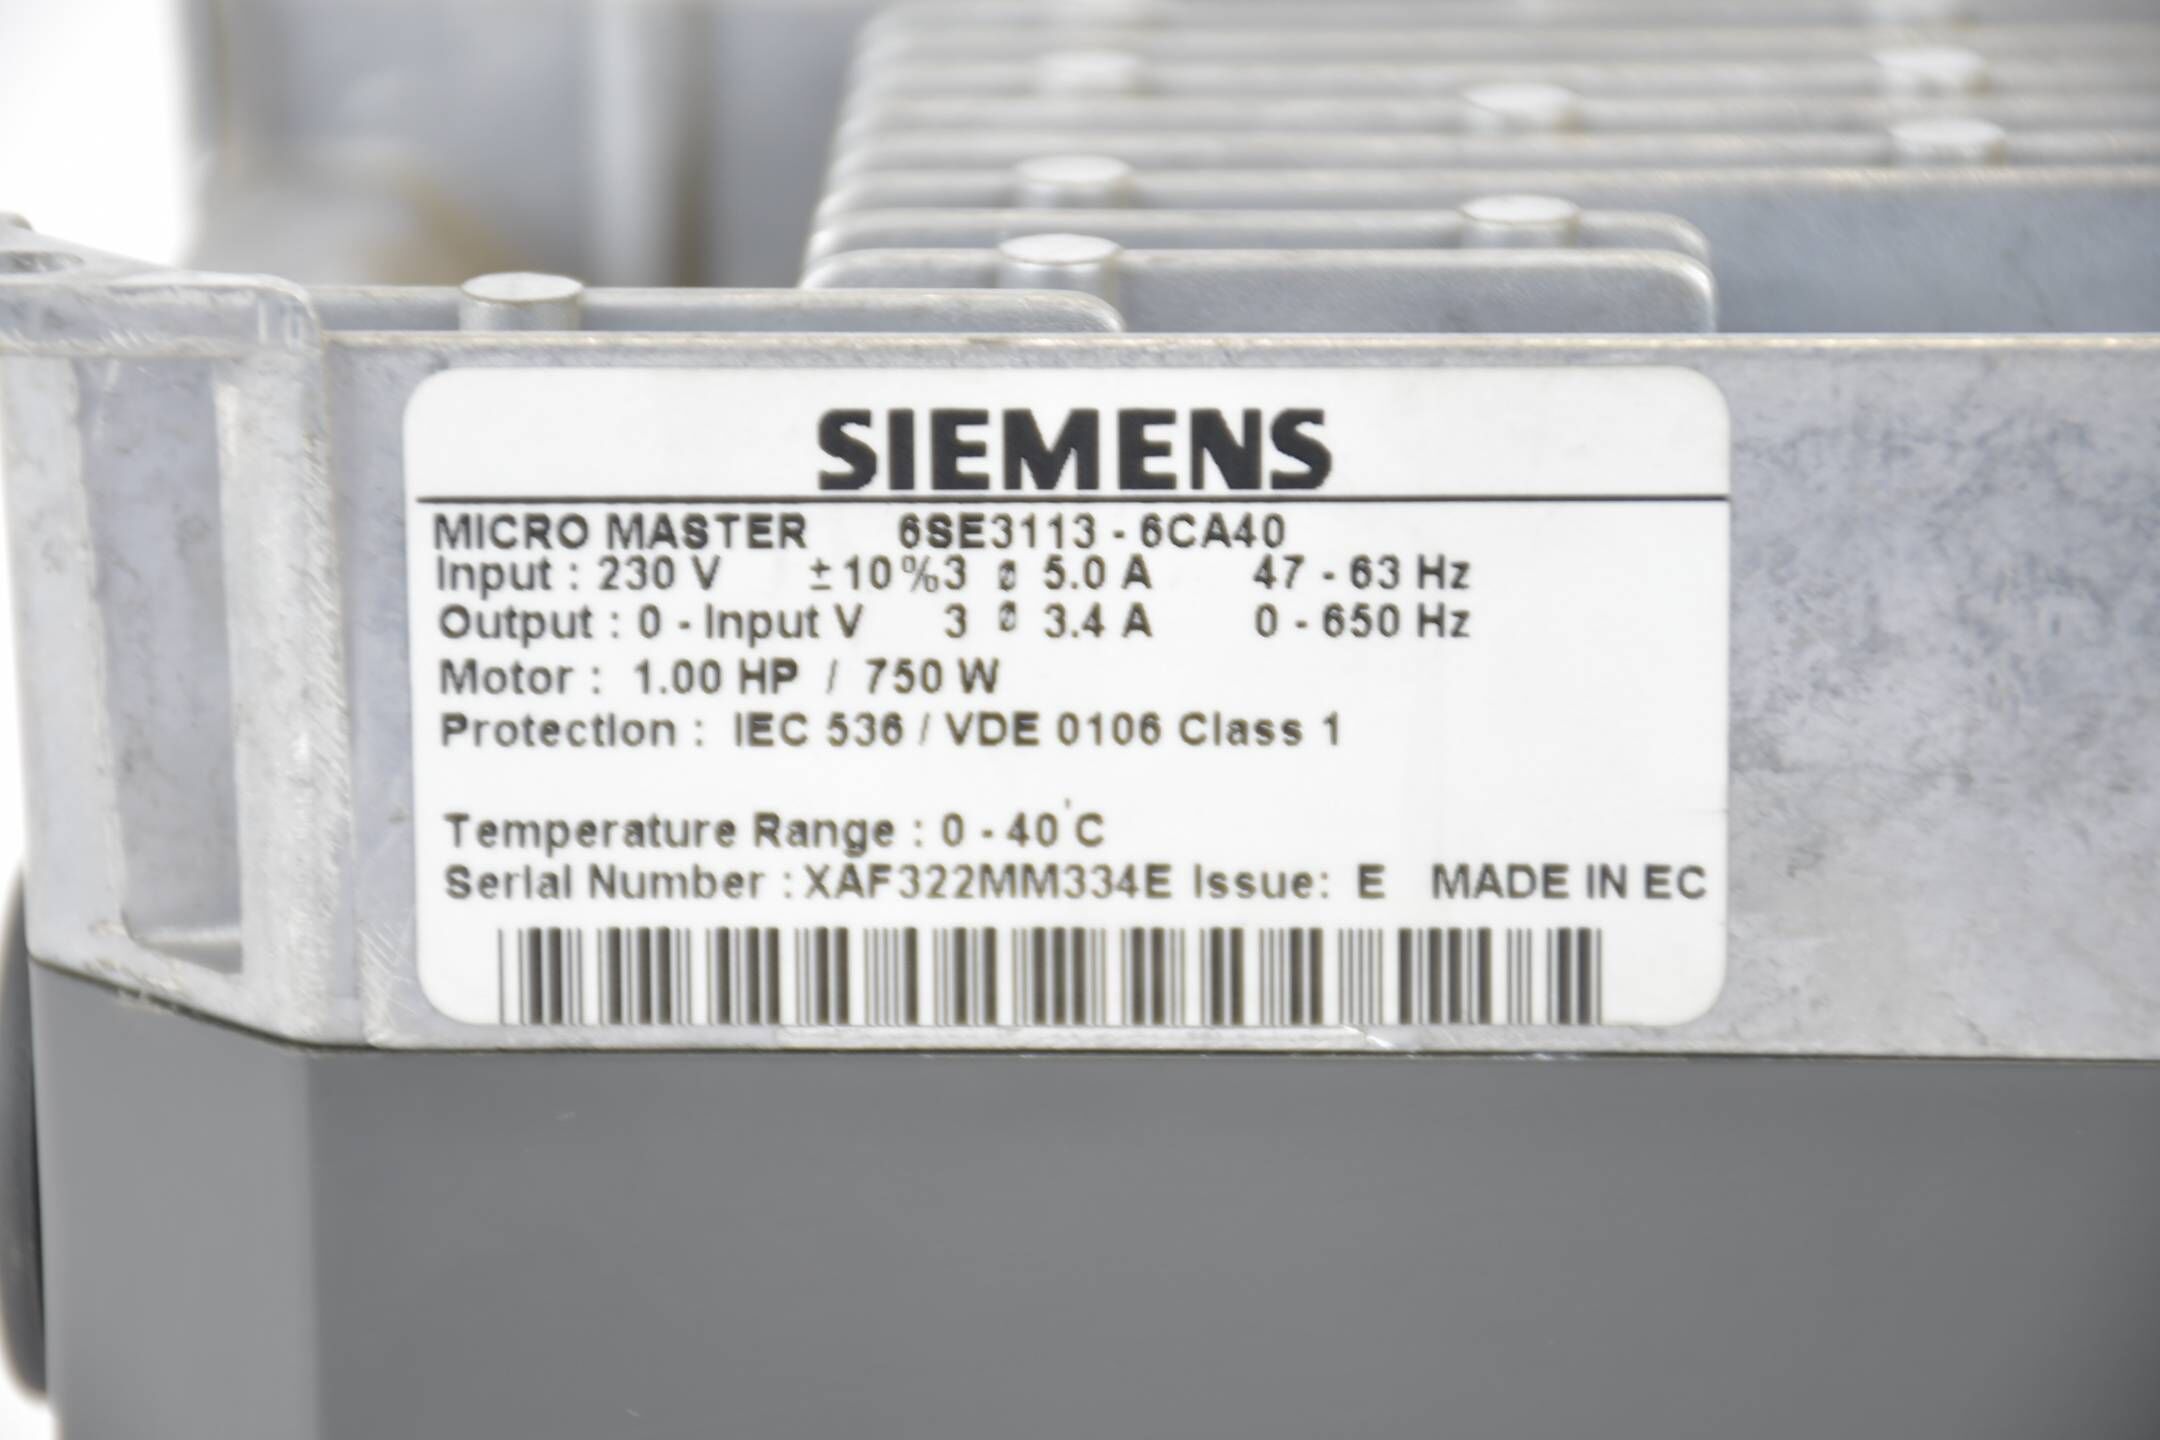 SIEMENS
MICRO MASTER 6SE3113 - 6CA40
Input : 230 V ±10%3 ø 5.0 A 47 - 63 Hz
Output : 0 - Input V 3 ø 3.4 A 0 - 650 Hz
Motor : 1.00 HP / 750 W
Protection : IEC 536 / VDE 0106 Class 1
Temperature Range : 0 - 40°C
Serial Number : XAF322MM334E Issue: E MADE IN EC